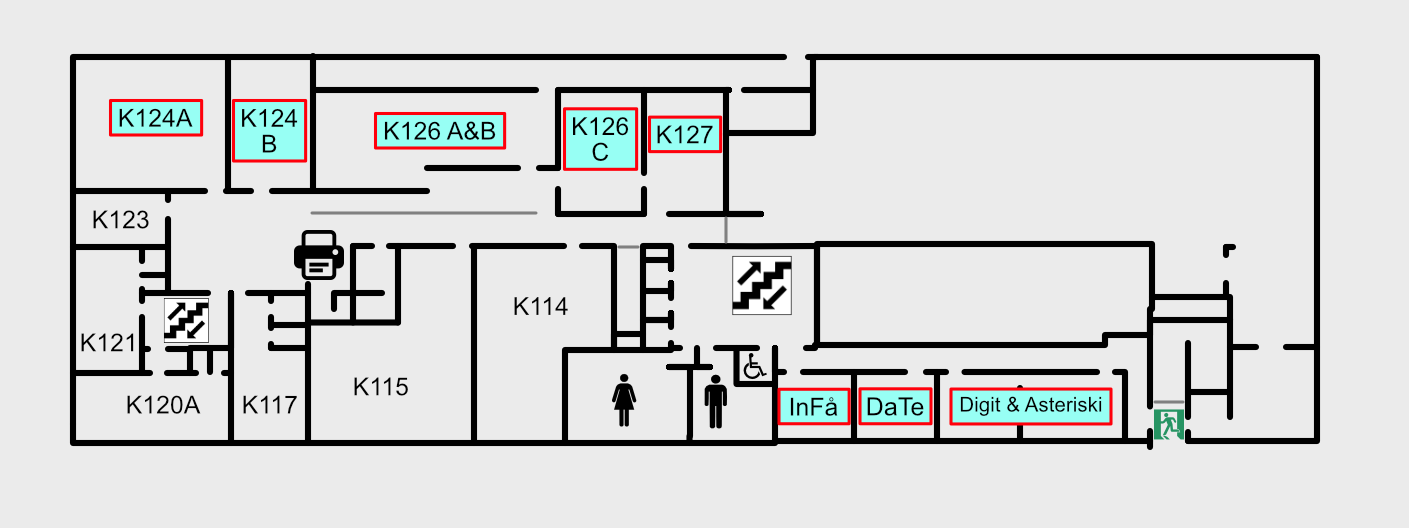 K124A
K124
B
K126 A&B
K126
C
K127
K123
K114
K121
K115
K120A
K117
InFå
DaTe
Digit & Asteriski